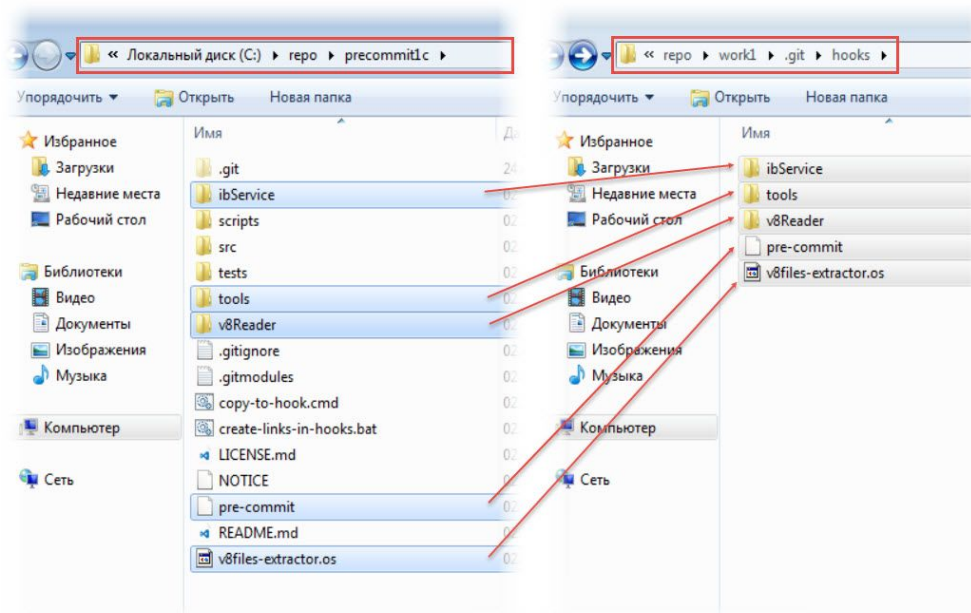 « Локальный диск (C:) ▸ repo ▸ precommit1c ▸
Упорядочить ▼ Открыть Новая папка
Избранное
Загрузки
Недавние места
Рабочий стол
Библиотеки
Видео
Документы
Изображения
Музыка
Компьютер
Сеть
Имя
.git
ibService
scripts
src
tests
tools
v8Reader
.gitignore
.gitmodules
copy-to-hook.cmd
create-links-in-hooks.bat
LICENSE.md
NOTICE
pre-commit
README.md
v8files-extractor.os
« repo ▸ work1 ▸ .git ▸ hooks ▸
Упорядочить ▼ Открыть Новая папка
Избранное
Загрузки
Недавние места
Рабочий стол
Библиотеки
Видео
Документы
Изображения
Музыка
Компьютер
Сеть
Имя
ibService
tools
v8Reader
pre-commit
v8files-extractor.os